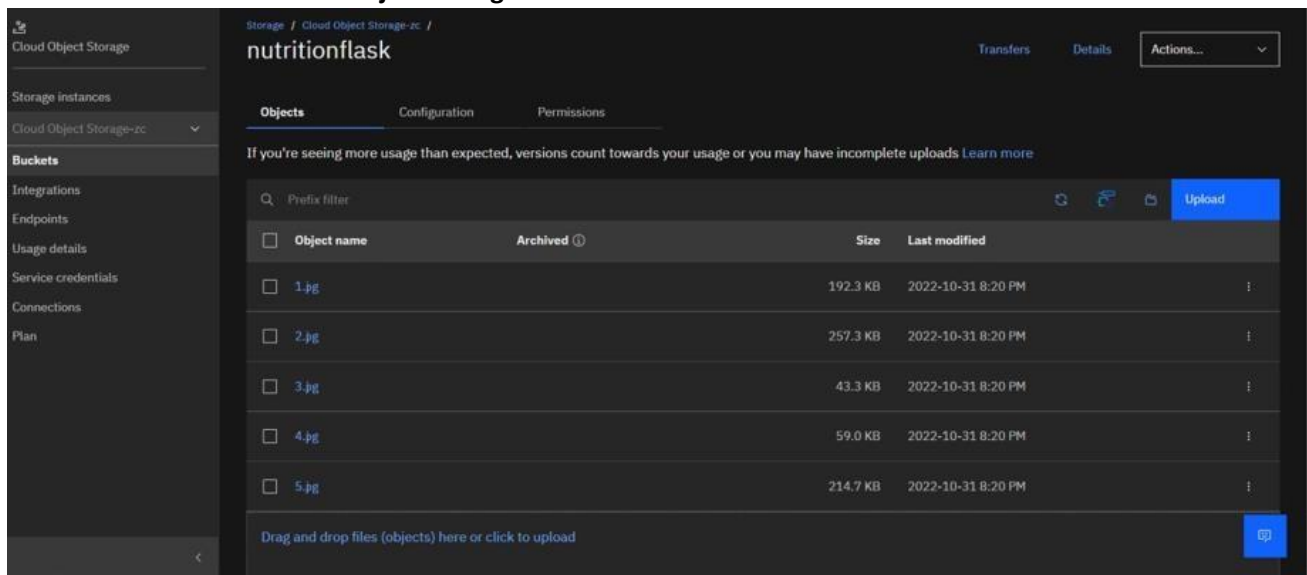 Cloud Object Storage
Storage instances
Cloud Object Storage-zc
Buckets
Integrations
Endpoints
Usage details
Service credentials
Connections
Plan
Storage / Cloud Object Storage-zc /
nutritionflask
Transfers Details Actions...
Objects Configuration Permissions
If you're seeing more usage than expected, versions count towards your usage or you may have incomplete uploads Learn more
Prefix filter Upload
Object name Archived Size Last modified
1.jpg 192.3 KB 2022-10-31 8:20 PM
2.jpg 257.3 KB 2022-10-31 8:20 PM
3.jpg 43.3 KB 2022-10-31 8:20 PM
4.jpg 59.0 KB 2022-10-31 8:20 PM
5.jpg 214.7 KB 2022-10-31 8:20 PM
Drag and drop files (objects) here or click to upload